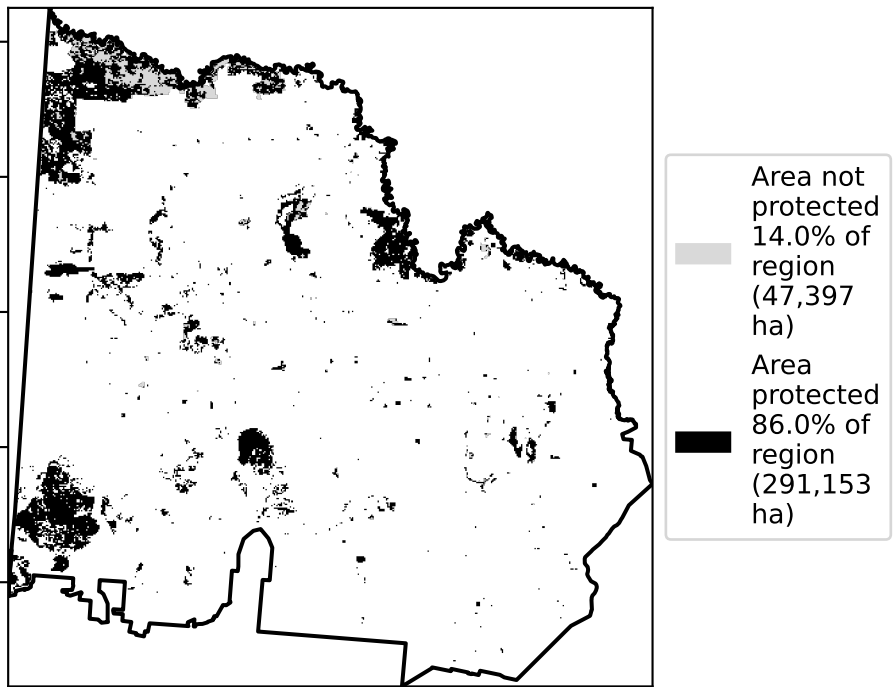 Area not
protected
14.0% of
region
(47,397
ha)
Area
protected
86.0% of
region
(291,153
ha)